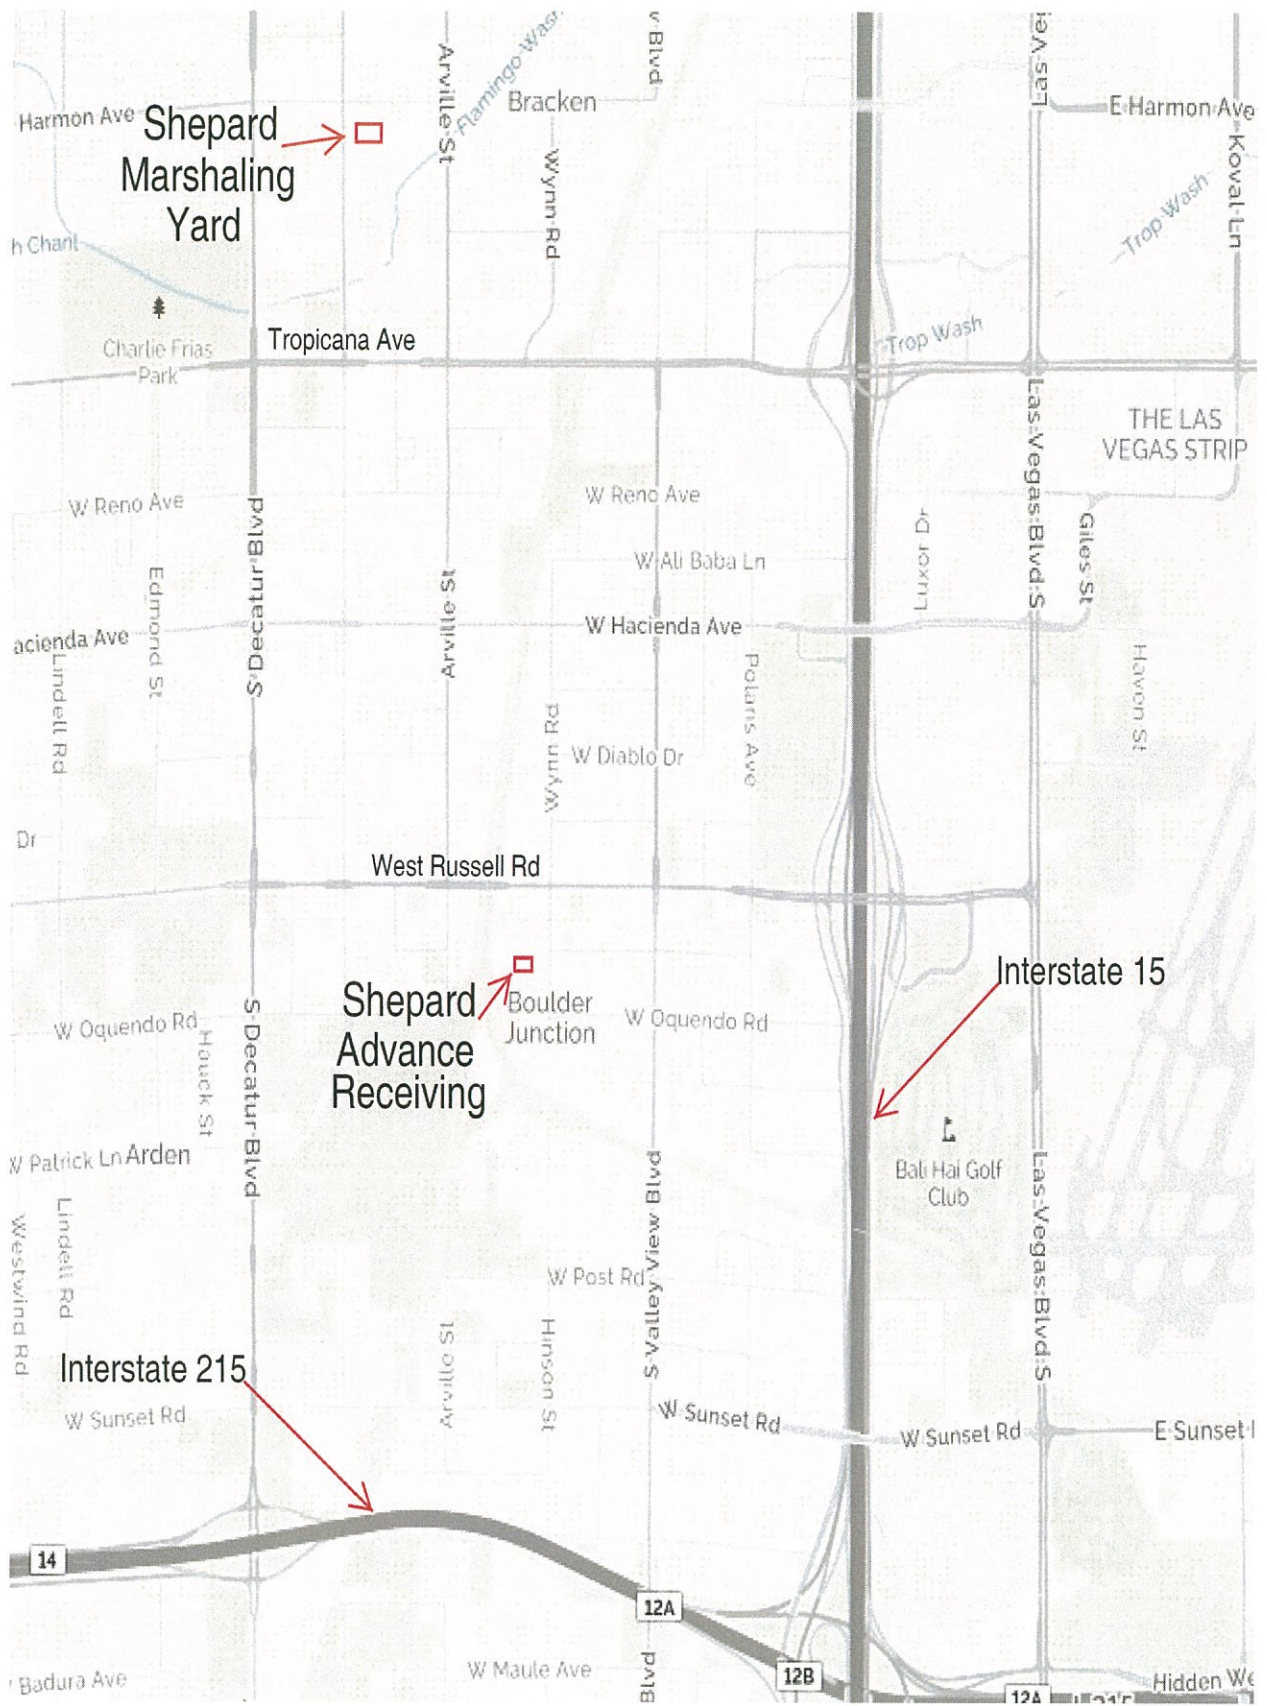 Las Ve
v Blvd
Arville St
Flamingo Wash
Bracken
E Harmon Ave
Harmon Ave
Shepard
Marshaling
Yard
Wynn Rd
Koval Ln
Trop Wash
h Chanl
Tropicana Ave
Trop Wash
Charlie Frias
Park
THE LAS
VEGAS STRIP
Las Vegas Blvd S
W Reno Ave
W Reno Ave
S Decatur Blvd
Luxor Dr
Giles St
W Ali Baba Ln
Edmond St
Arville St
acienda Ave
W Hacienda Ave
Lindell Rd
Polaris Ave
Haven St
Wynn Rd
W Diablo Dr
Dr
West Russell Rd
Interstate 15
Shepard
Advance
Receiving
Boulder
Junction
W Oquendo Rd
W Oquendo Rd
Hauck St
S Decatur Blvd
W Patrick Ln
Arden
Bali Hai Golf
Club
S Valley View Blvd
Las Vegas Blvd S
Lindell Rd
Westwind Rd
W Post Rd
Arville St
Hinson St
Interstate 215
W Sunset Rd
W Sunset Rd
W Sunset Rd
E Sunset
14
12A
12B
W Maule Ave
Blvd
Badura Ave
Hidden We
12A
I-215